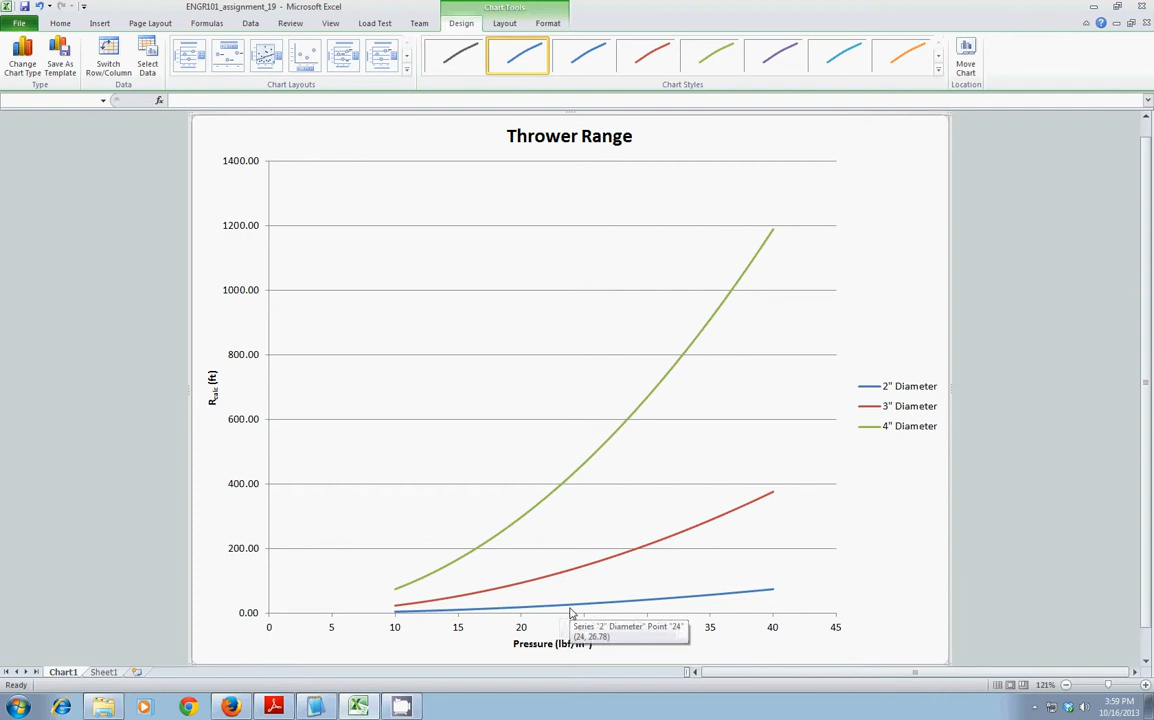 ENGR101_assignment_19 - Microsoft Excel
Chart Tools
File Home Insert Page Layout Formulas Data Review View Load Test Team Design Layout Format
Change Chart Type
Save As Template
Switch Row/Column
Select Data
Move Chart
Type Data Chart Layouts Chart Styles Location
fx
Thrower Range
1400.00
1200.00
1000.00
800.00
600.00
400.00
200.00
0.00
Rcalc (ft)
2" Diameter
3" Diameter
4" Diameter
0 5 10 15 20 35 40 45
Series "2" Diameter" Point "24"
(24, 26.78)
Pressure (lbf/in²)
Chart1 Sheet1
Ready 121%
3:59 PM
10/16/2013